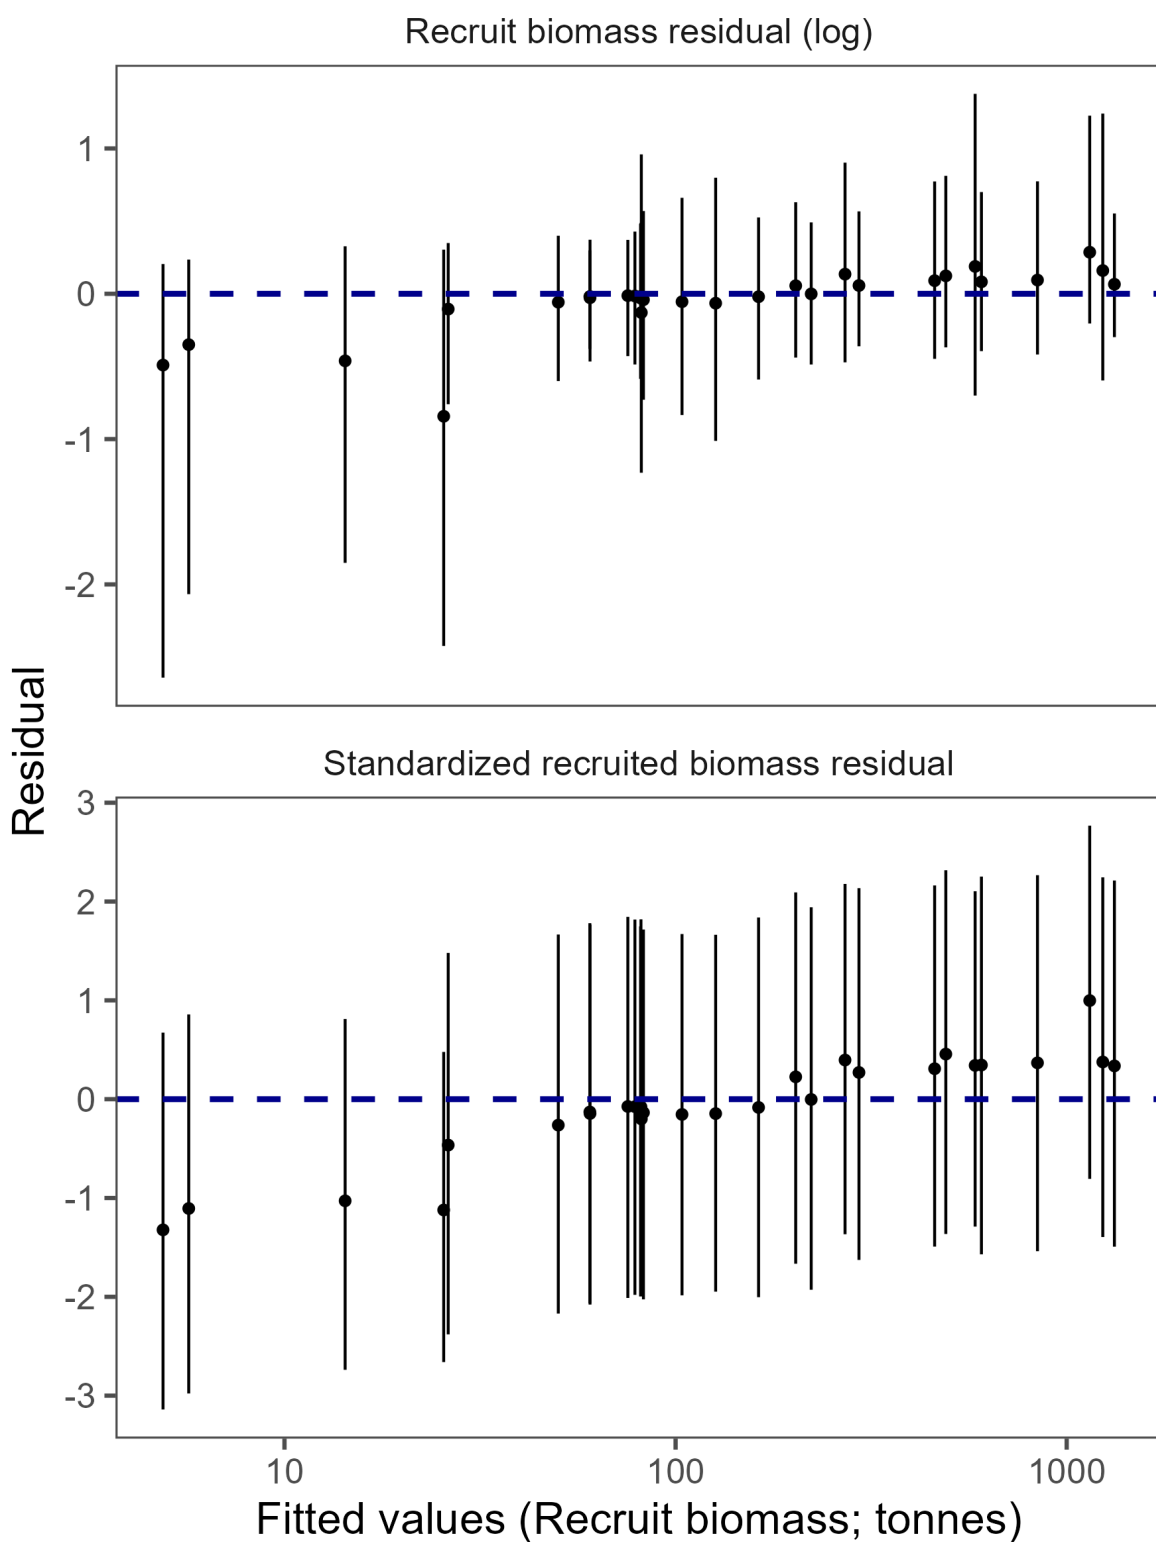 Recruit biomass residual (log)
1
0
-1
-2
Residual
Standardized recruited biomass residual
3
2
1
0
-1
-2
-3
10 100 1000
Fitted values (Recruit biomass; tonnes)